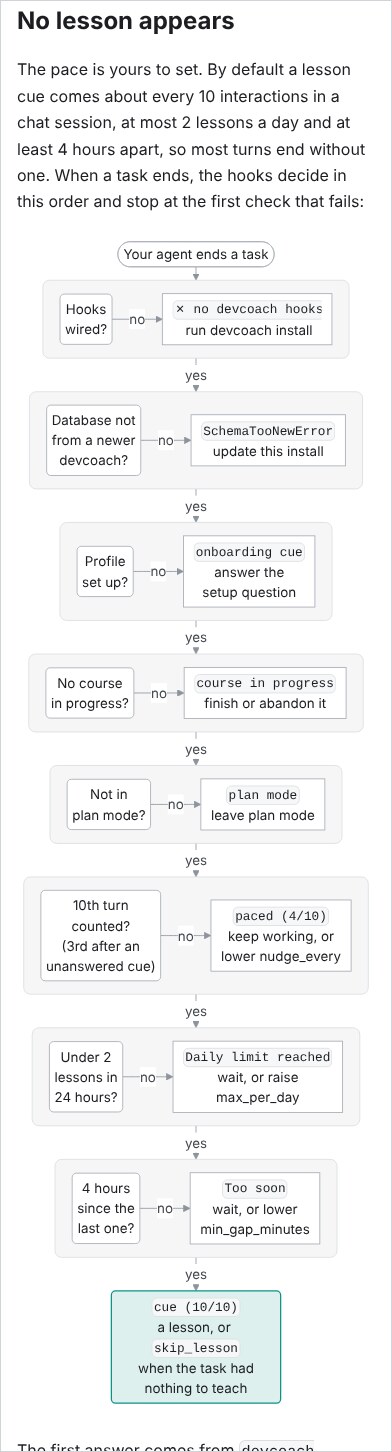 No lesson appears
The pace is yours to set. By default a lesson
cue comes about every 10 interactions in a
chat session, at most 2 lessons a day and at
least 4 hours apart, so most turns end without
one. When a task ends, the hooks decide in
this order and stop at the first check that fails:
Your agent ends a task
Hooks
wired?
no
× no devcoach hooks
run devcoach install
yes
Database not
from a newer
devcoach?
no
SchemaTooNewError
update this install
yes
Profile
set up?
no
onboarding cue
answer the
setup question
yes
No course
in progress?
no
course in progress
finish or abandon it
yes
Not in
plan mode?
no
plan mode
leave plan mode
yes
10th turn
counted?
(3rd after an
unanswered cue)
no
paced (4/10)
keep working, or
lower nudge_every
yes
Under 2
lessons in
24 hours?
no
Daily limit reached
wait, or raise
max_per_day
yes
4 hours
since the
last one?
no
Too soon
wait, or lower
min_gap_minutes
yes
cue (10/10)
a lesson, or
skip_lesson
when the task had
nothing to teach
The first answer comes from devcoach